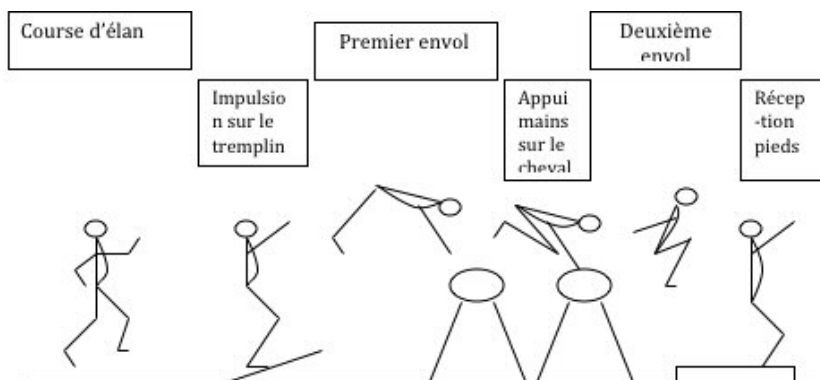 Course d'élan
Impulsio
n sur le
tremplin
Premier envol
Appui
mains
sur le
cheval
Deuxième
envol
Récep
-tion
pieds